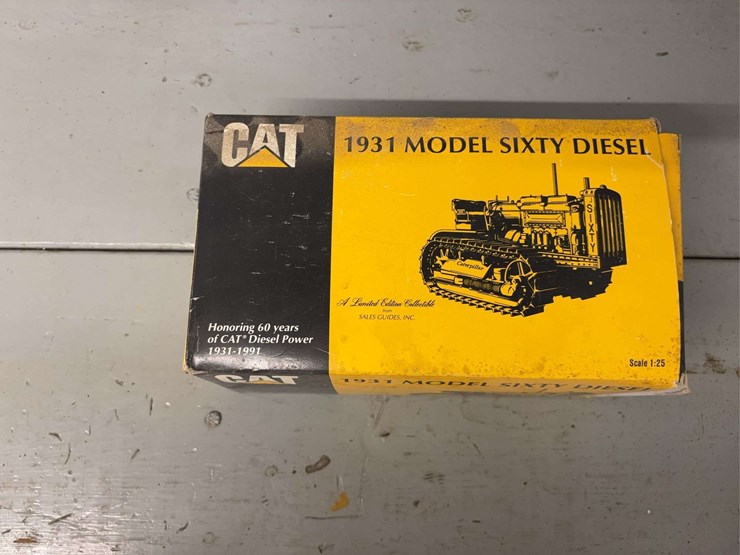 CAT
1931 MODEL SIXTY DIESEL
SIXTY
Caterpillar
A Limited Edition Collectible
from
SALES GUIDES, INC.
Honoring 60 years
of CAT® Diesel Power
1931-1991
Scale 1:25
CAT
1931 MODEL SIXTY DIESEL